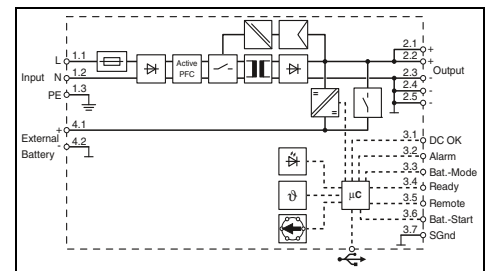 L 1.1
Input N 1.2
PE 1.3
Active
PFC
2.1 +
2.2 +
Output
2.3 -
2.4 -
2.5 -
+ 4.1
External
Battery
- 4.2
= =
ϑ
µC
3.1 DC OK
3.2 Alarm
3.3 Bat.-Mode
3.4 Ready
3.5 Remote
3.6 Bat.-Start
3.7 SGnd